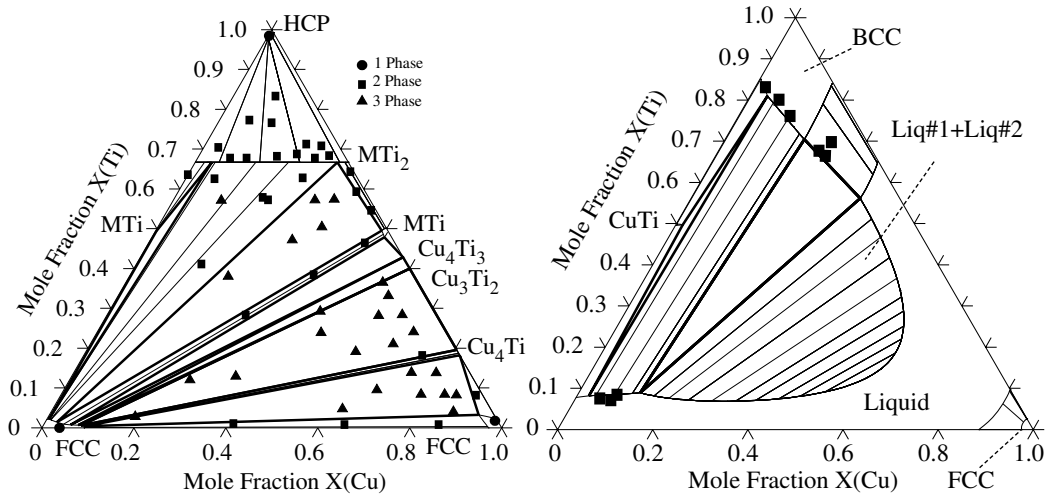 HCP
1.0
1 Phase
2 Phase
3 Phase
0.9
0.8
0.7
MTi2
0.6
MTi
MTi
0.4
Cu4Ti3
Cu3Ti2
0.3
0.2
Cu4Ti
0.1
0
FCC
FCC
0
0.2
0.4
0.6
0.8
1.0
Mole Fraction X(Ti)
Mole Fraction X(Cu)
1.0
BCC
0.9
0.8
Liq#1+Liq#2
0.7
0.6
CuTi
0.4
0.3
0.2
0.1
Liquid
0
0
0.2
0.4
0.6
0.8
1.0
FCC
Mole Fraction X(Ti)
Mole Fraction X(Cu)